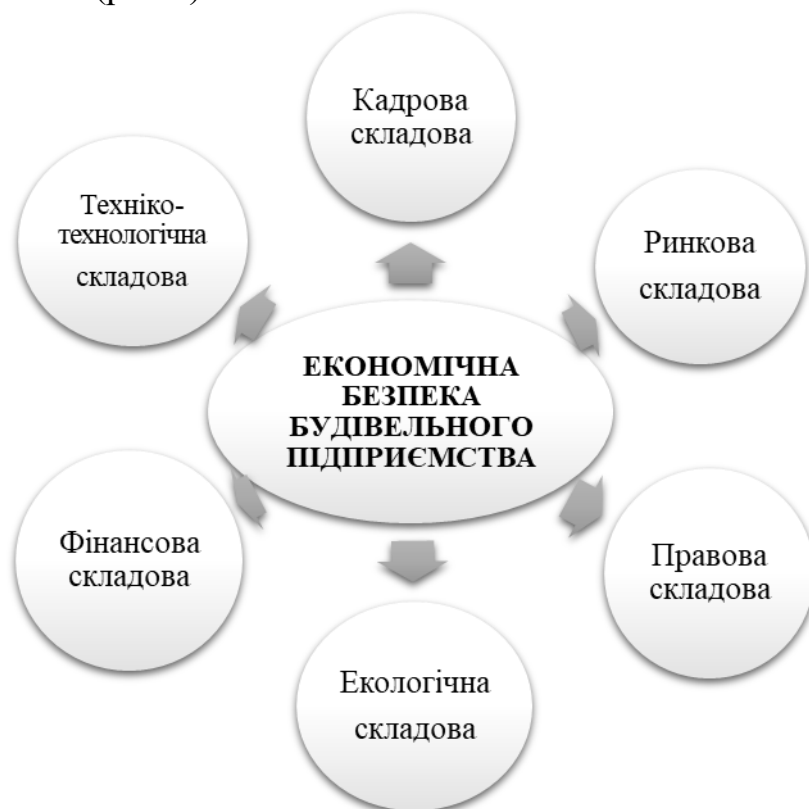 Кадрова
складова
Техніко-
технологічна
складова
Ринкова
складова
ЕКОНОМІЧНА
БЕЗПЕКА
БУДІВЕЛЬНОГО
ПІДПРИЄМСТВА
Фінансова
складова
Правова
складова
Екологічна
складова